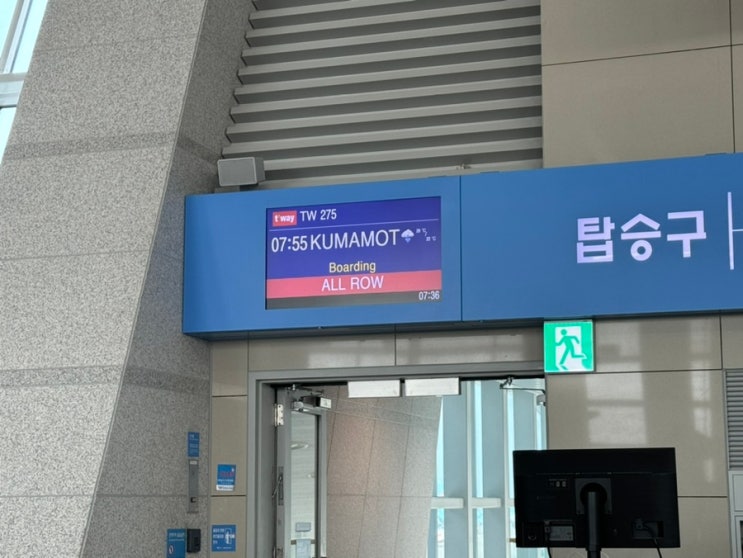 t'way TW 275
07:55 KUMAMOT
Boarding
ALL ROW
07:36
탑승구